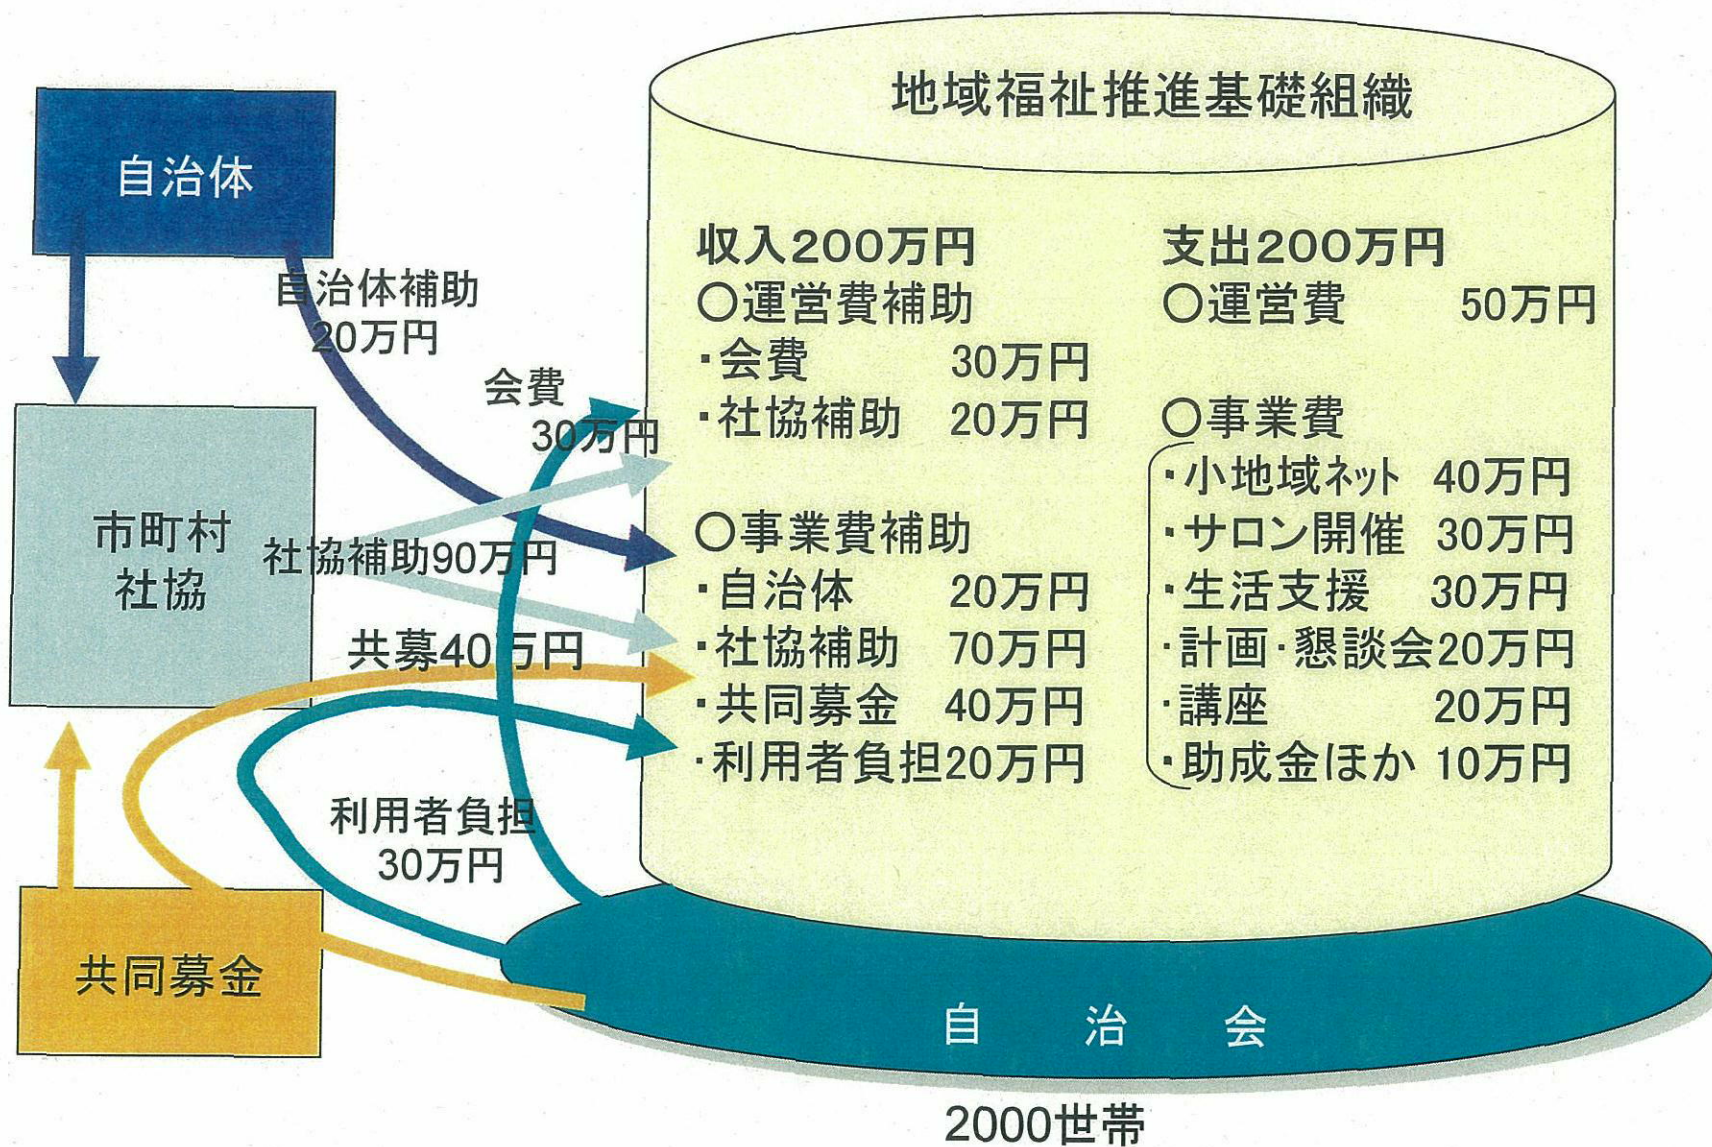 地域福祉推進基礎組織
自治体
自治体補助
20万円
会費
30万円
市町村
社協
社協補助90万円
共募40万円
利用者負担
30万円
共同募金
収入200万円
○運営費補助
・会費 30万円
・社協補助 20万円
○事業費補助
・自治体 20万円
・社協補助 70万円
・共同募金 40万円
・利用者負担20万円
支出200万円
○運営費 50万円
○事業費
・小地域ネット 40万円
・サロン開催 30万円
・生活支援 30万円
・計画・懇談会20万円
・講座 20万円
・助成金ほか 10万円
自 治 会
2000世帯